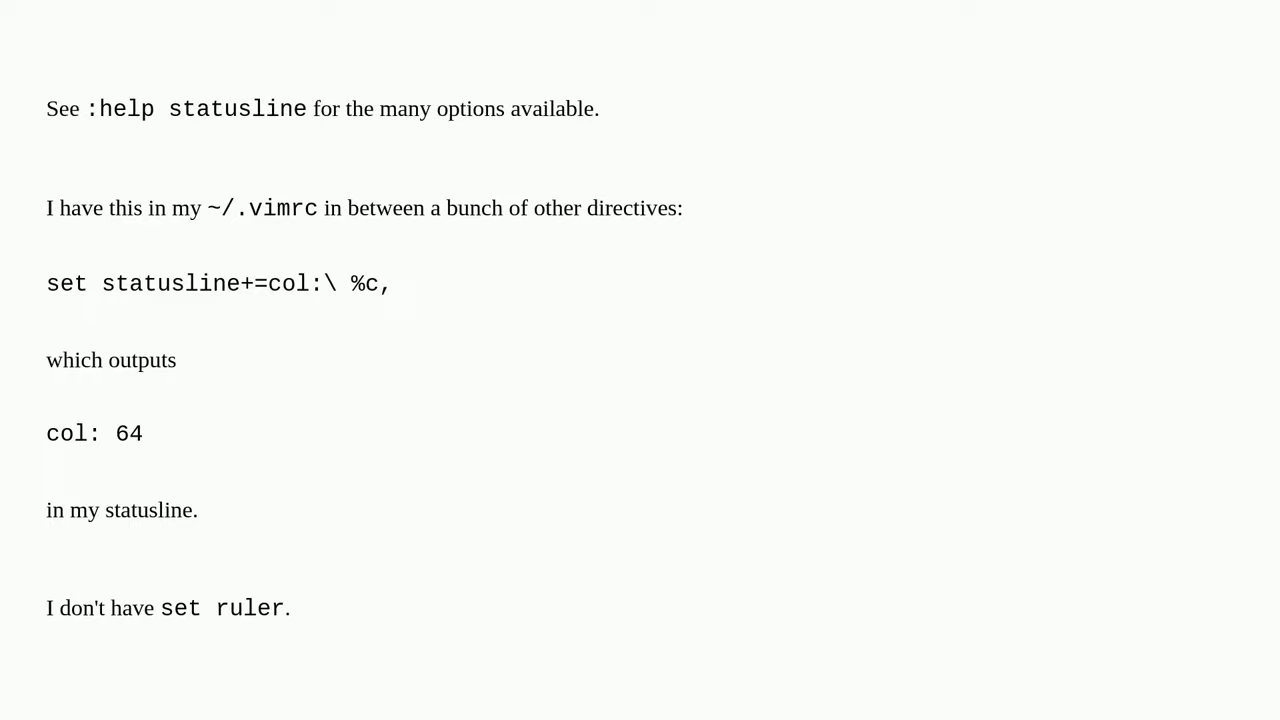 See :help statusline for the many options available.
I have this in my ~/.vimrc in between a bunch of other directives:
set statusline+=col:\ %c,
which outputs
col: 64
in my statusline.
I don't have set ruler.